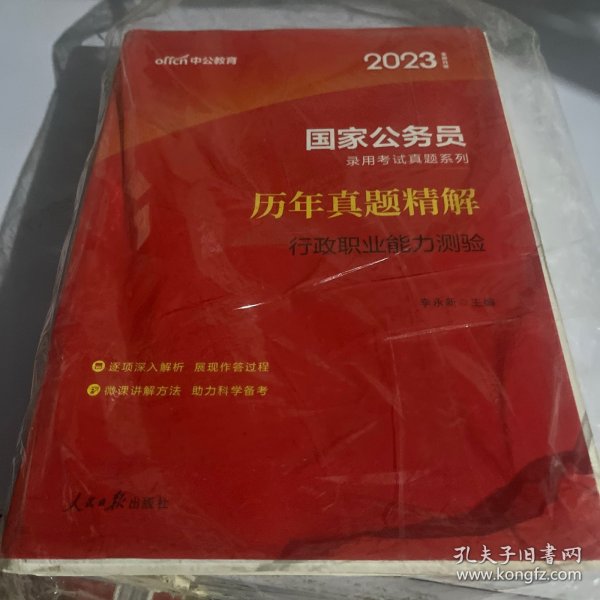 offcn中公教育
2023
国家公务员
录用考试真题系列
历年真题精解
行政职业能力测验
李永新 主编
逐项深入解析 展现作答过程
微课讲解方法 助力科学备考
人民日报出版社
孔夫子旧书网
www.kongfz.com